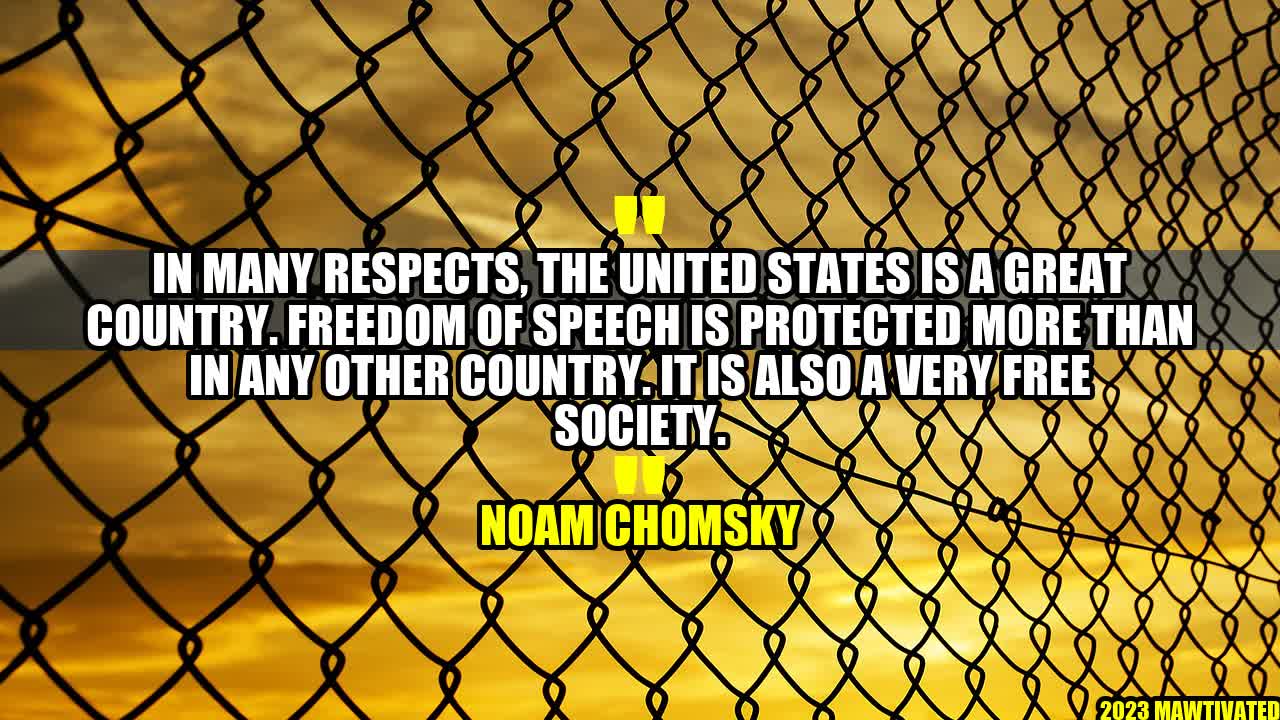 "
IN MANY RESPECTS, THE UNITED STATES IS A GREAT
COUNTRY. FREEDOM OF SPEECH IS PROTECTED MORE THAN
IN ANY OTHER COUNTRY. IT IS ALSO A VERY FREE
SOCIETY.
"
NOAM CHOMSKY
2023 MAWTIVATED